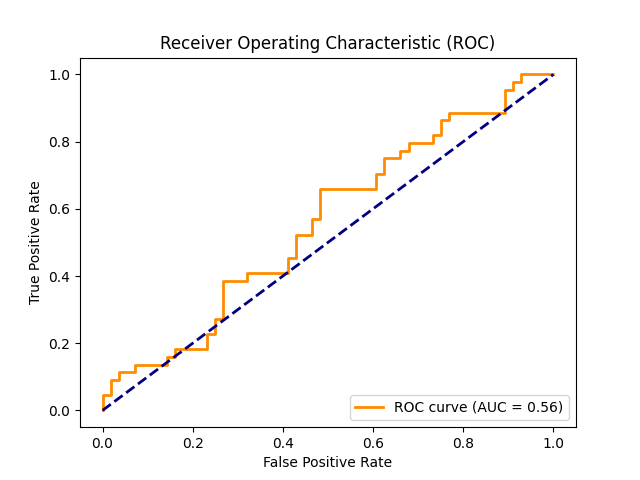 Receiver Operating Characteristic (ROC)
1.0
0.8
0.6
0.4
0.2
0.0
True Positive Rate
ROC curve (AUC = 0.56)
0.0 0.2 0.4 0.6 0.8 1.0
False Positive Rate